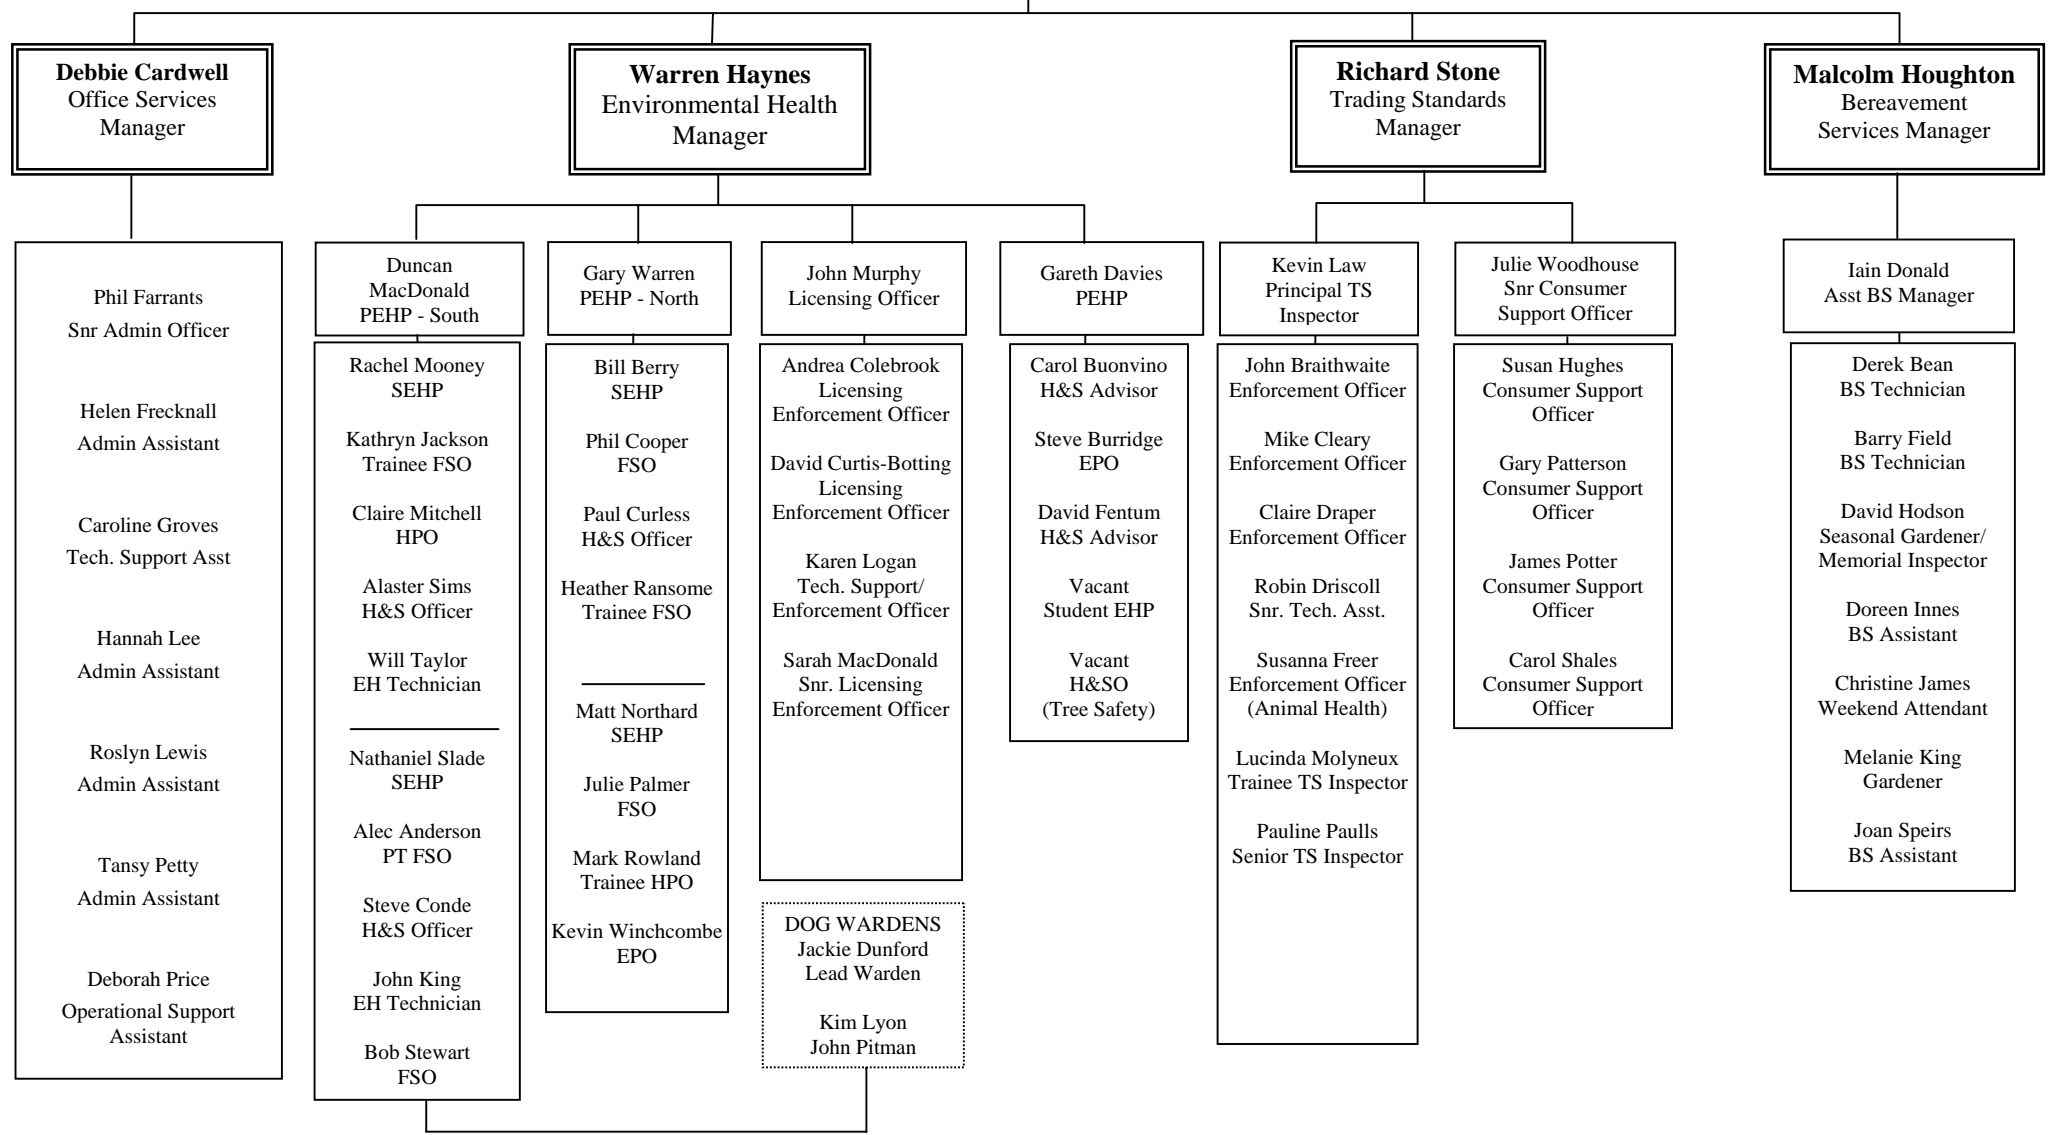 Debbie Cardwell
Office Services
Manager
Warren Haynes
Environmental Health
Manager
Richard Stone
Trading Standards
Manager
Malcolm Houghton
Bereavement
Services Manager
Phil Farrants
Snr Admin Officer
Helen Frecknall
Admin Assistant
Caroline Groves
Tech. Support Asst
Hannah Lee
Admin Assistant
Roslyn Lewis
Admin Assistant
Tansy Petty
Admin Assistant
Deborah Price
Operational Support
Assistant
Duncan
MacDonald
PEHP - South
Rachel Mooney
SEHP
Kathryn Jackson
Trainee FSO
Claire Mitchell
HPO
Alaster Sims
H&S Officer
Will Taylor
EH Technician
Nathaniel Slade
SEHP
Alec Anderson
PT FSO
Steve Conde
H&S Officer
John King
EH Technician
Bob Stewart
FSO
Gary Warren
PEHP - North
Bill Berry
SEHP
Phil Cooper
FSO
Paul Curless
H&S Officer
Heather Ransome
Trainee FSO
Matt Northard
SEHP
Julie Palmer
FSO
Mark Rowland
Trainee HPO
Kevin Winchcombe
EPO
John Murphy
Licensing Officer
Andrea Colebrook
Licensing
Enforcement Officer
David Curtis-Botting
Licensing
Enforcement Officer
Karen Logan
Tech. Support/
Enforcement Officer
Sarah MacDonald
Snr. Licensing
Enforcement Officer
DOG WARDENS
Jackie Dunford
Lead Warden
Kim Lyon
John Pitman
Gareth Davies
PEHP
Carol Buonvino
H&S Advisor
Steve Burridge
EPO
David Fentum
H&S Advisor
Vacant
Student EHP
Vacant
H&SO
(Tree Safety)
Kevin Law
Principal TS
Inspector
John Braithwaite
Enforcement Officer
Mike Cleary
Enforcement Officer
Claire Draper
Enforcement Officer
Robin Driscoll
Snr. Tech. Asst.
Susanna Freer
Enforcement Officer
(Animal Health)
Lucinda Molyneux
Trainee TS Inspector
Pauline Paulls
Senior TS Inspector
Julie Woodhouse
Snr Consumer
Support Officer
Susan Hughes
Consumer Support
Officer
Gary Patterson
Consumer Support
Officer
James Potter
Consumer Support
Officer
Carol Shales
Consumer Support
Officer
Iain Donald
Asst BS Manager
Derek Bean
BS Technician
Barry Field
BS Technician
David Hodson
Seasonal Gardener/
Memorial Inspector
Doreen Innes
BS Assistant
Christine James
Weekend Attendant
Melanie King
Gardener
Joan Speirs
BS Assistant